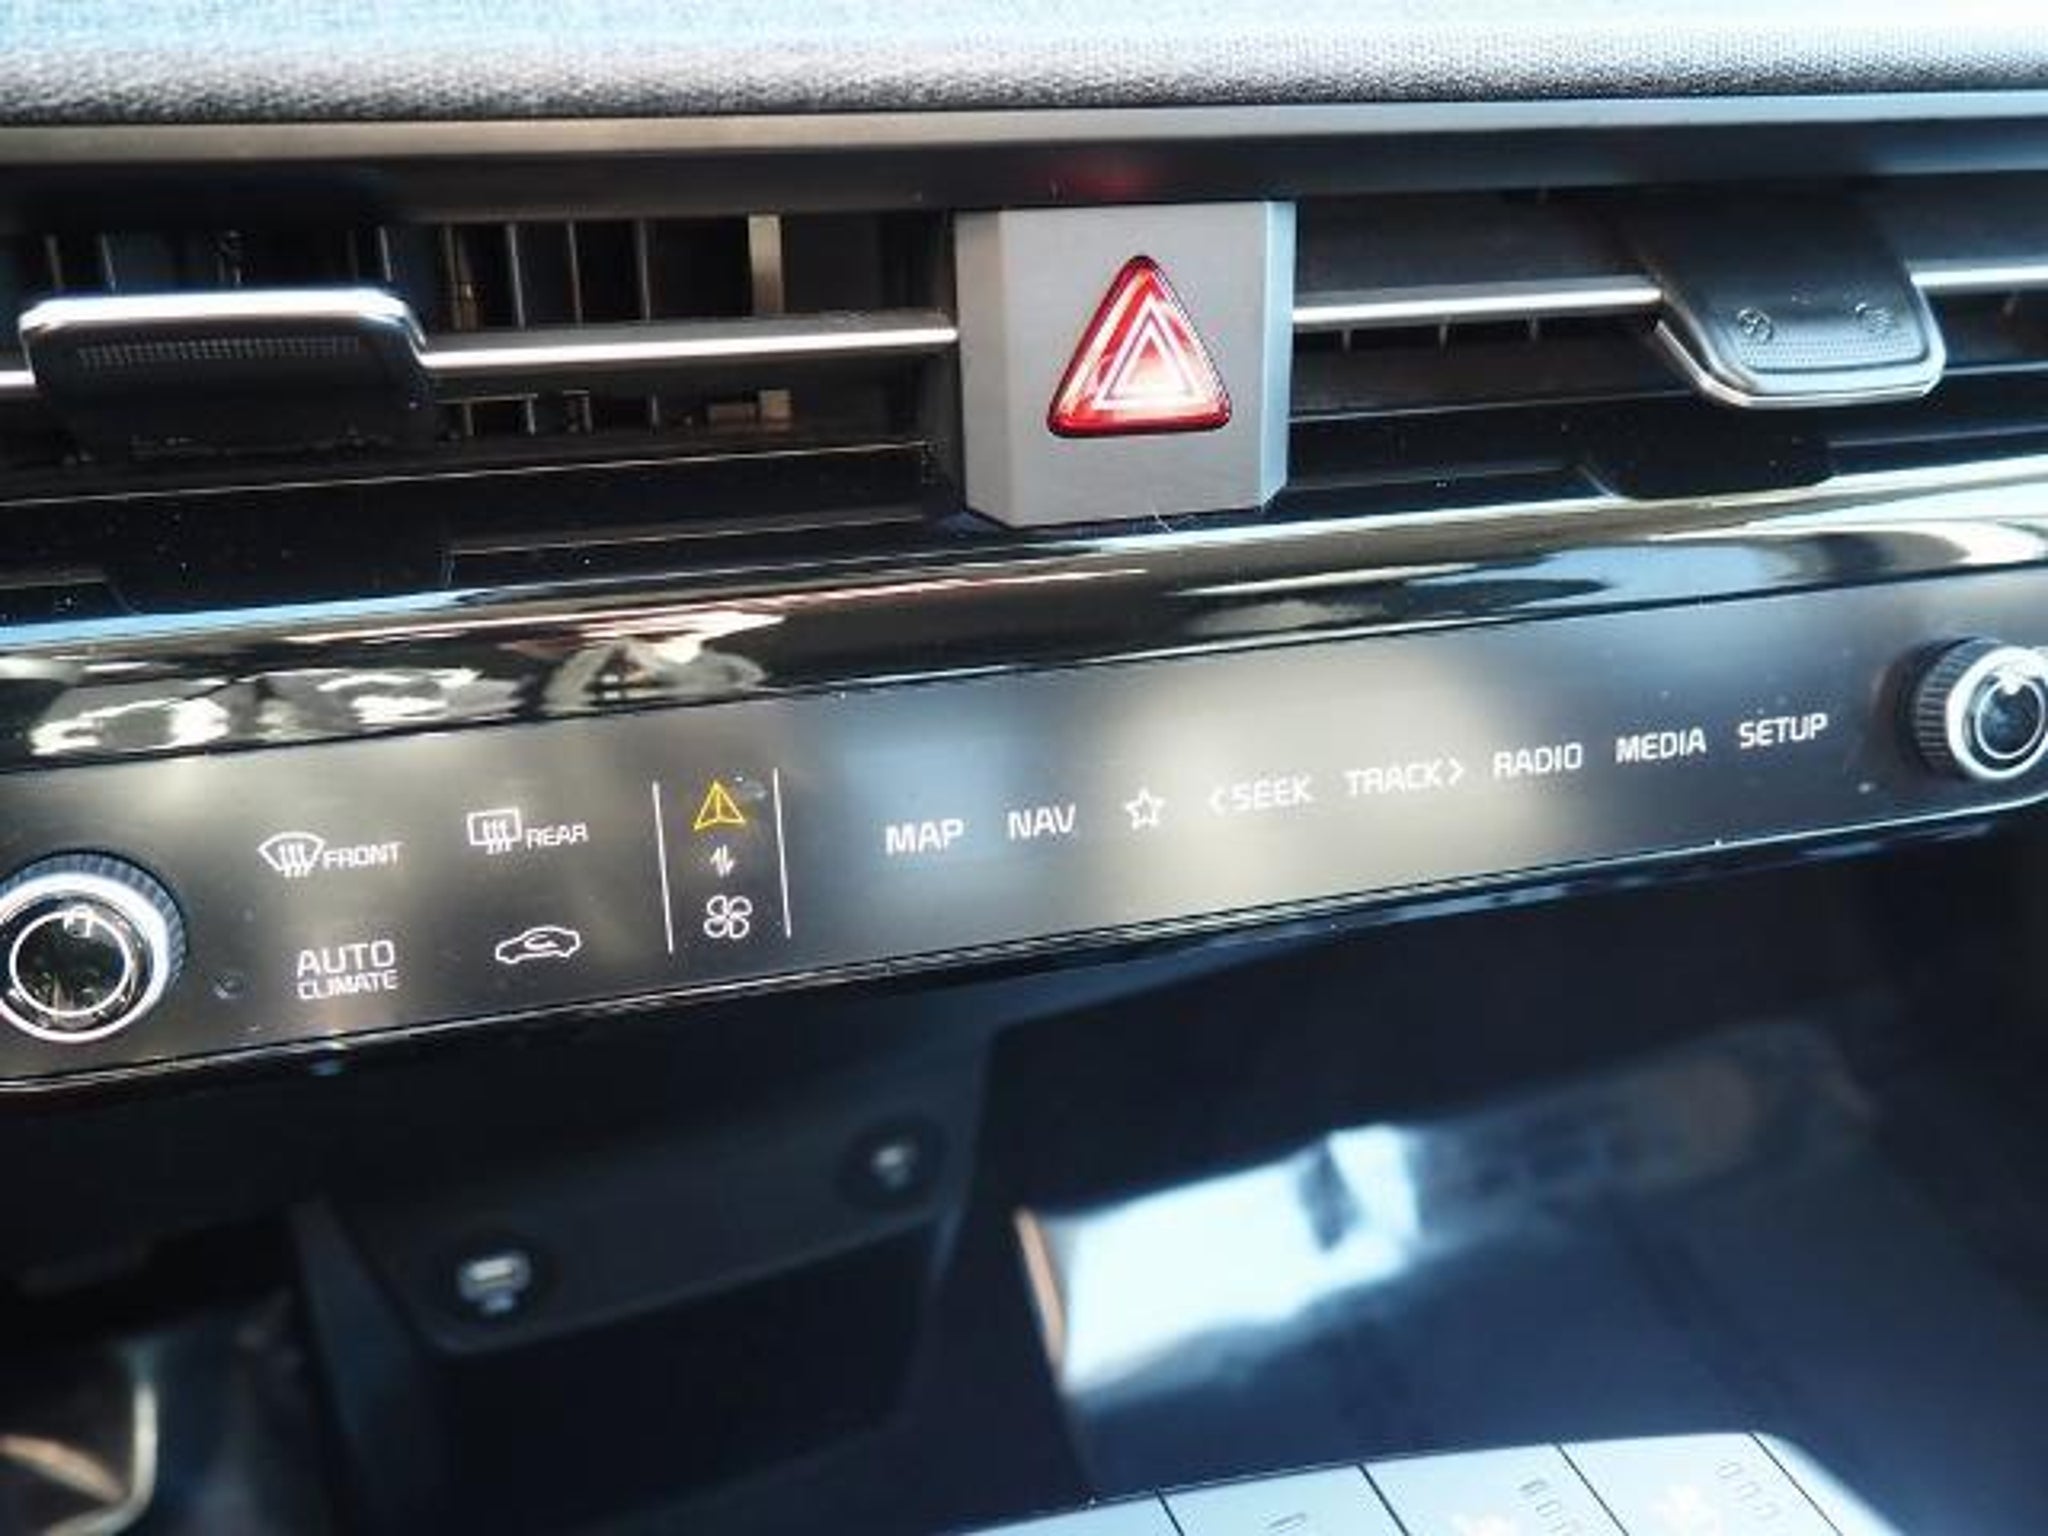 FRONT
REAR
AUTO
CLIMATE
MAP NAV <SEEK TRACK> RADIO MEDIA SETUP